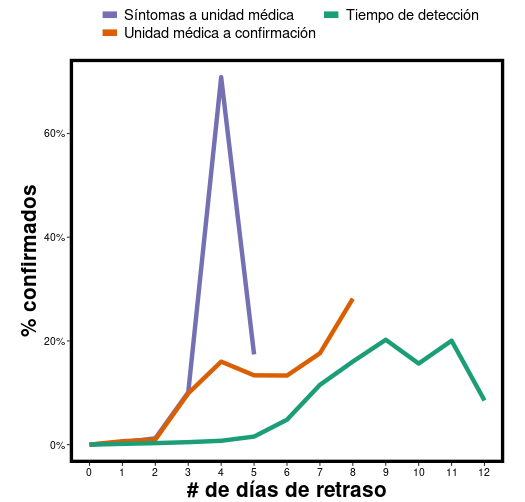 Síntomas a unidad médica
Tiempo de detección
Unidad médica a confirmación
60%
40%
20%
0%
% confirmados
0 1 2 3 4 5 6 7 8 9 10 11 12
# de días de retraso